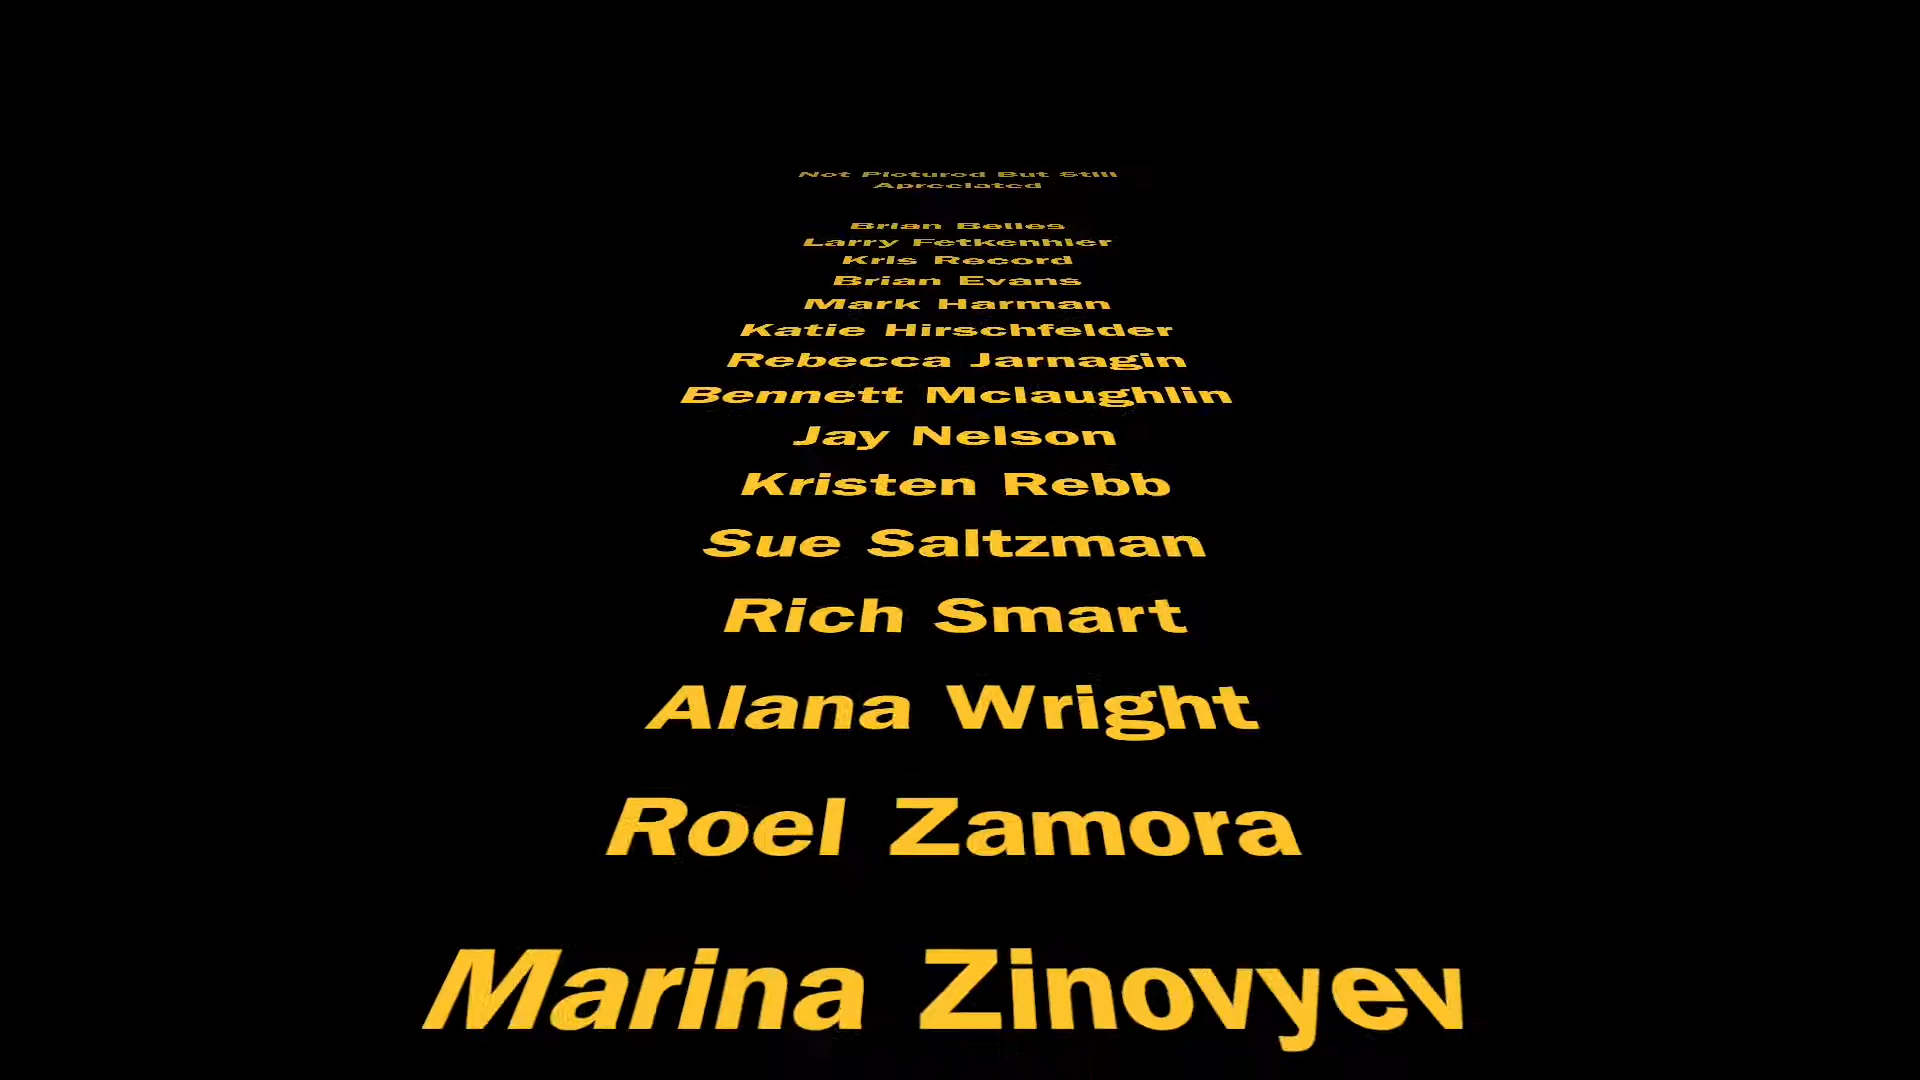 Not Pictured But Still
Apreciated
Brian Belles
Larry Fetkenhier
Kris Record
Brian Evans
Mark Harman
Katie Hirschfelder
Rebecca Jarnagin
Bennett Mclaughlin
Jay Nelson
Kristen Rebb
Sue Saltzman
Rich Smart
Alana Wright
Roel Zamora
Marina Zinovyev